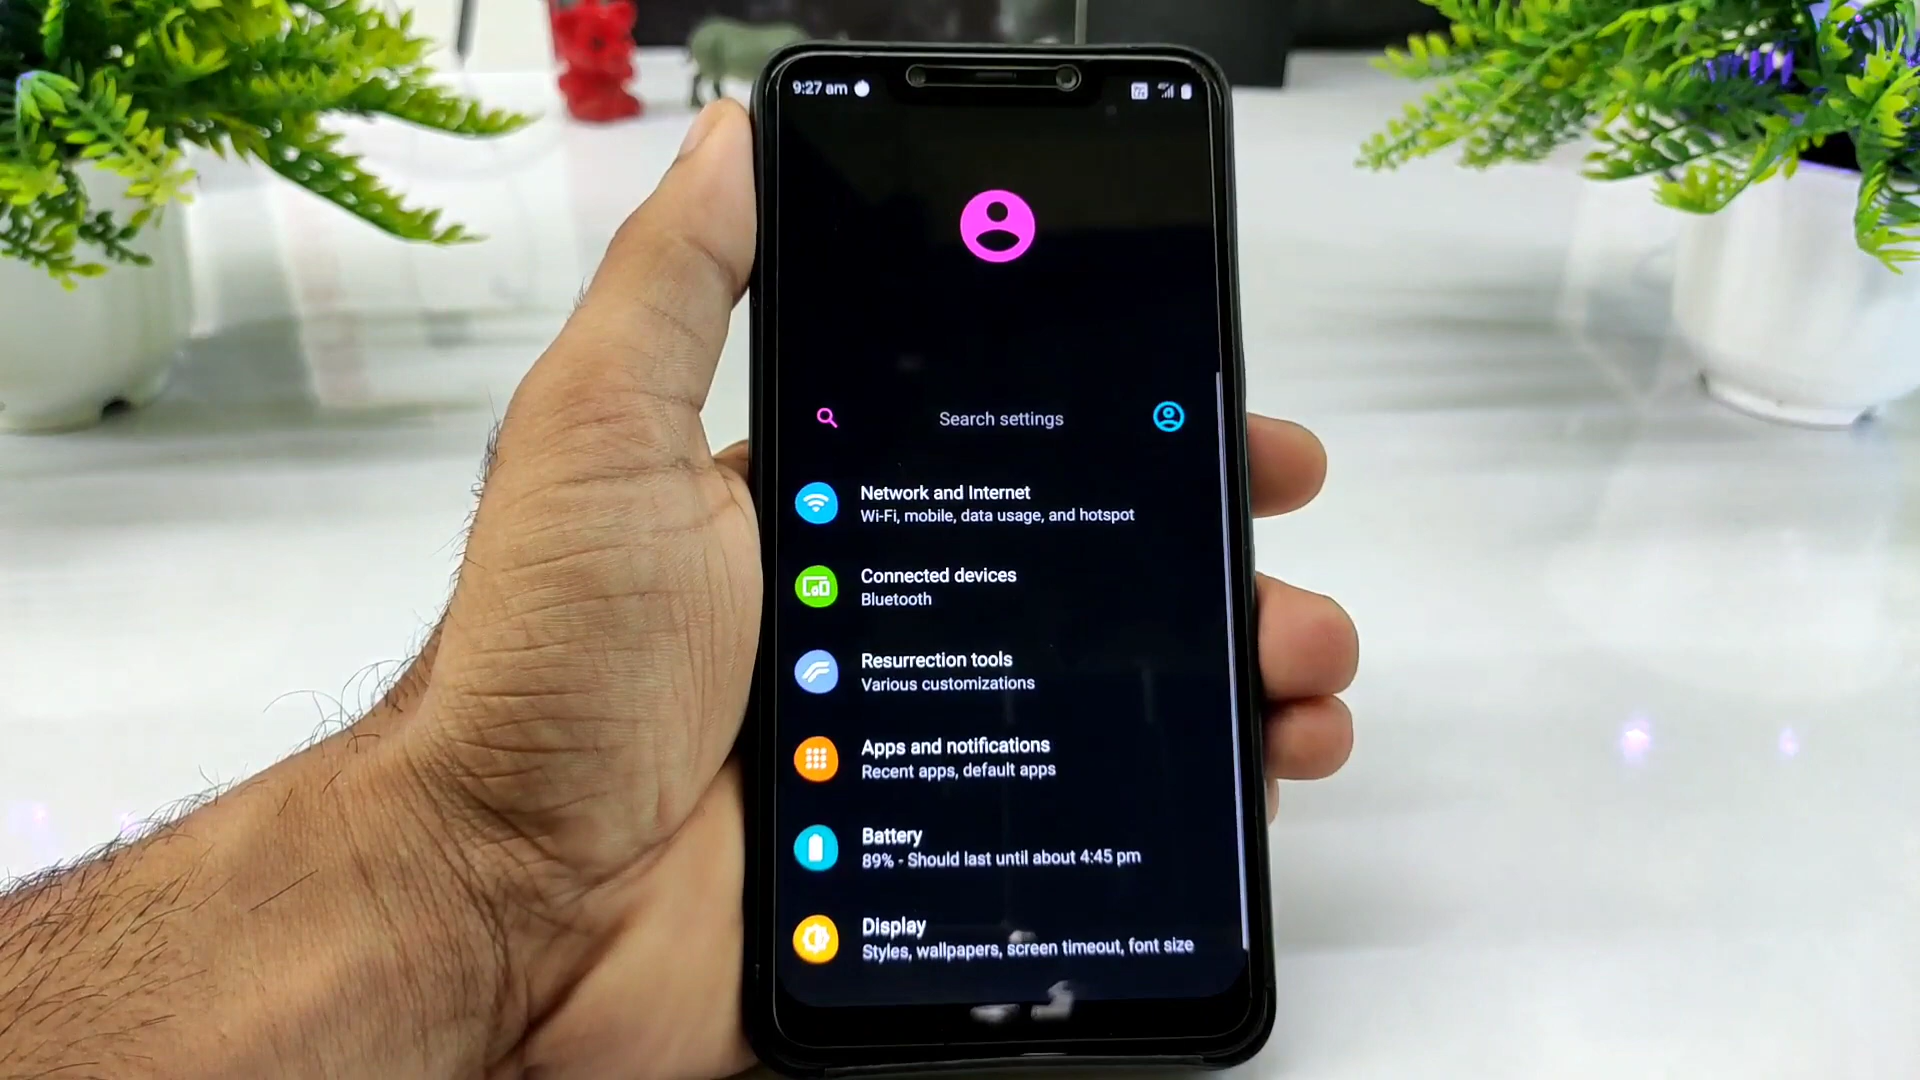 9:27 am
Search settings
Network and Internet
Wi-Fi, mobile, data usage, and hotspot
Connected devices
Bluetooth
Resurrection tools
Various customizations
Apps and notifications
Recent apps, default apps
Battery
89% - Should last until about 4:45 pm
Display
Styles, wallpapers, screen timeout, font size